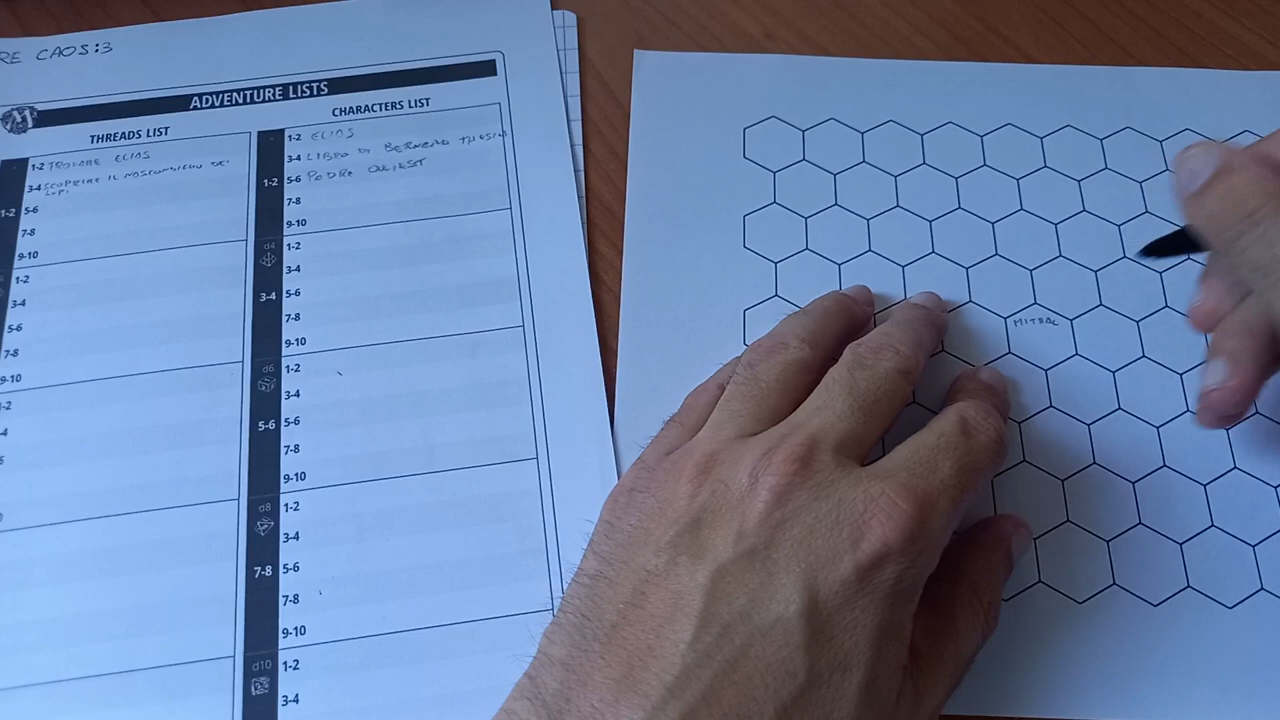 RE CAOS:3
ADVENTURE LISTS
THREADS LIST
1-2 TROVARE ELIAS
3-4 SCOPRIRE IL NASCONDIGLIO DEI
LUPI
1-2 5-6
7-8
9-10
1-2
3-4
5-6
7-8
9-10
-2
-4
CHARACTERS LIST
1-2 ELIAS
3-4 LIBRO DI BERNARD
1-2 5-6 PADRE
7-8
9-10
d4 1-2
3-4
3-4 5-6
7-8
9-10
d6 1-2
3-4
5-6 5-6
7-8
9-10
d8 1-2
3-4
7-8 5-6
7-8
9-10
d10 1-2
3-4
MITROL